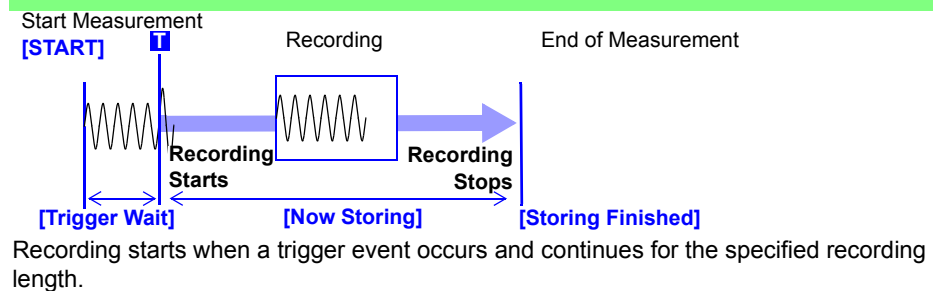 Start Measurement
[START]
T
Recording
End of Measurement
Recording
Starts
Recording
Stops
[Trigger Wait]
[Now Storing]
[Storing Finished]
Recording starts when a trigger event occurs and continues for the specified recording
length.